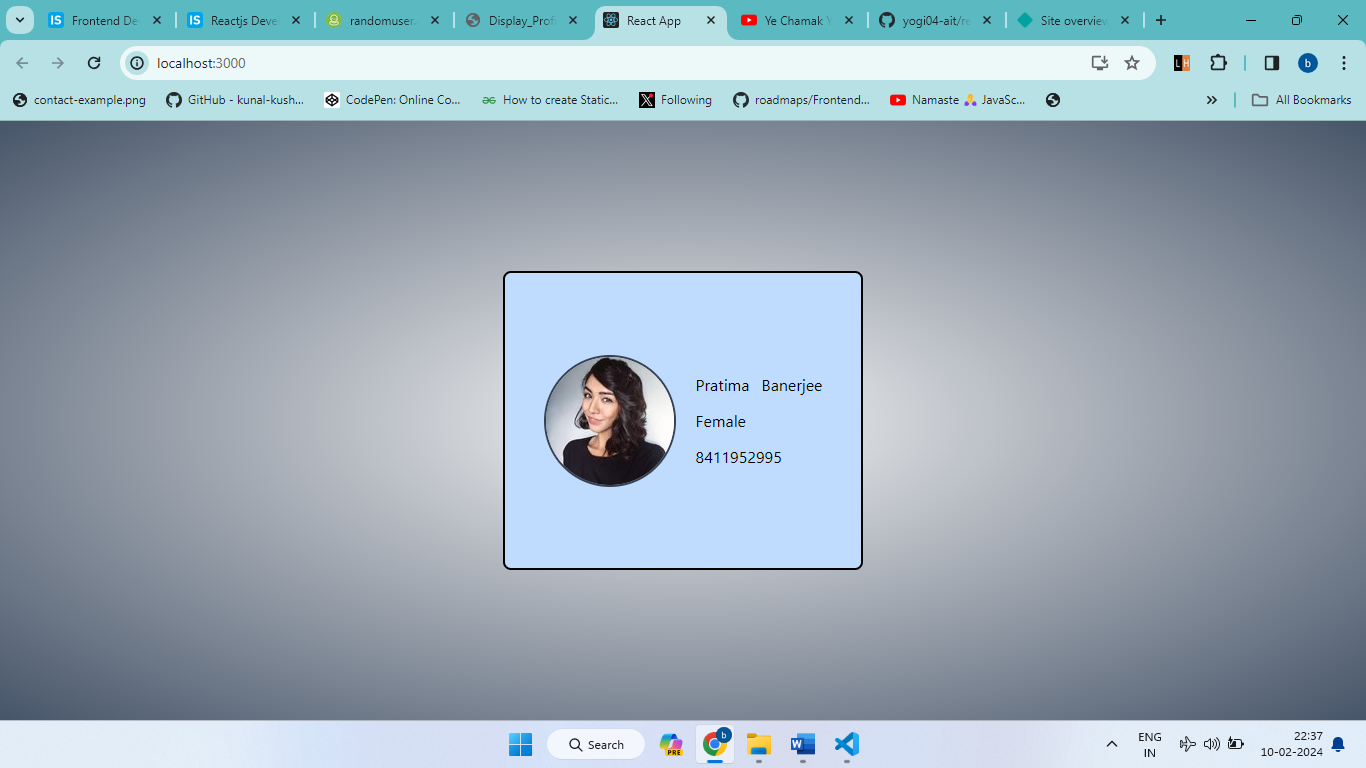 Frontend De
Reactjs Deve
randomuser.
Display_Profi
React App
Ye Chamak Y
yogi04-ait/re
Site overview
localhost:3000
L H
b
contact-example.png
GitHub - kunal-kush...
CodePen: Online Co...
How to create Static...
Following
roadmaps/Frontend...
Namaste 🙏 JavaSc...
»
All Bookmarks
Pratima Banerjee
Female
8411952995
Search
PRE
b
ENG
IN
22:37
10-02-2024